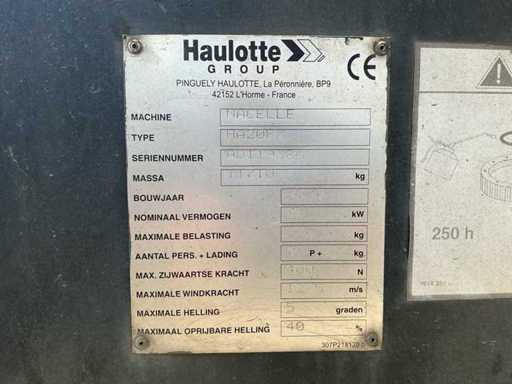 Haulotte
GROUP
CE
PINGUELY HAULOTTE, La Péronnière, BP9
42152 L'Horme - France
MACHINE NACELLE
TYPE
SERIENNUMMER
MASSA kg
BOUWJAAR
NOMINAAL VERMOGEN kW
MAXIMALE BELASTING kg
AANTAL PERS. + LADING P + kg
MAX. ZIJWAARTSE KRACHT N
MAXIMALE WINDKRACHT m/s
MAXIMALE HELLING 5 graden
MAXIMAAL OPRIJBARE HELLING 40 %
250 h